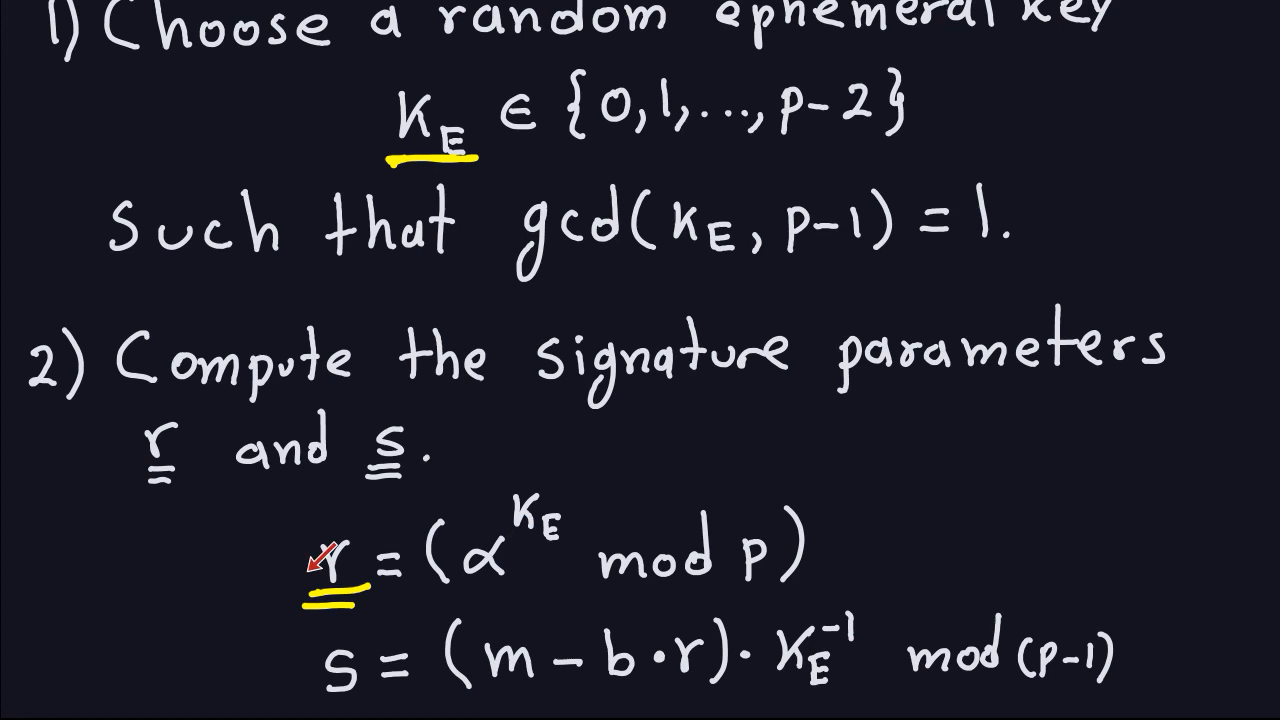 1) Choose a random ephemeral key
K_E ∈ {0,1,...,p-2}
Such that gcd(K_E, p-1) = 1.
2) Compute the signature parameters
r and s.
r = (α^K_E mod p)
s = (m - b·r)·K_E^-1 mod (p-1)